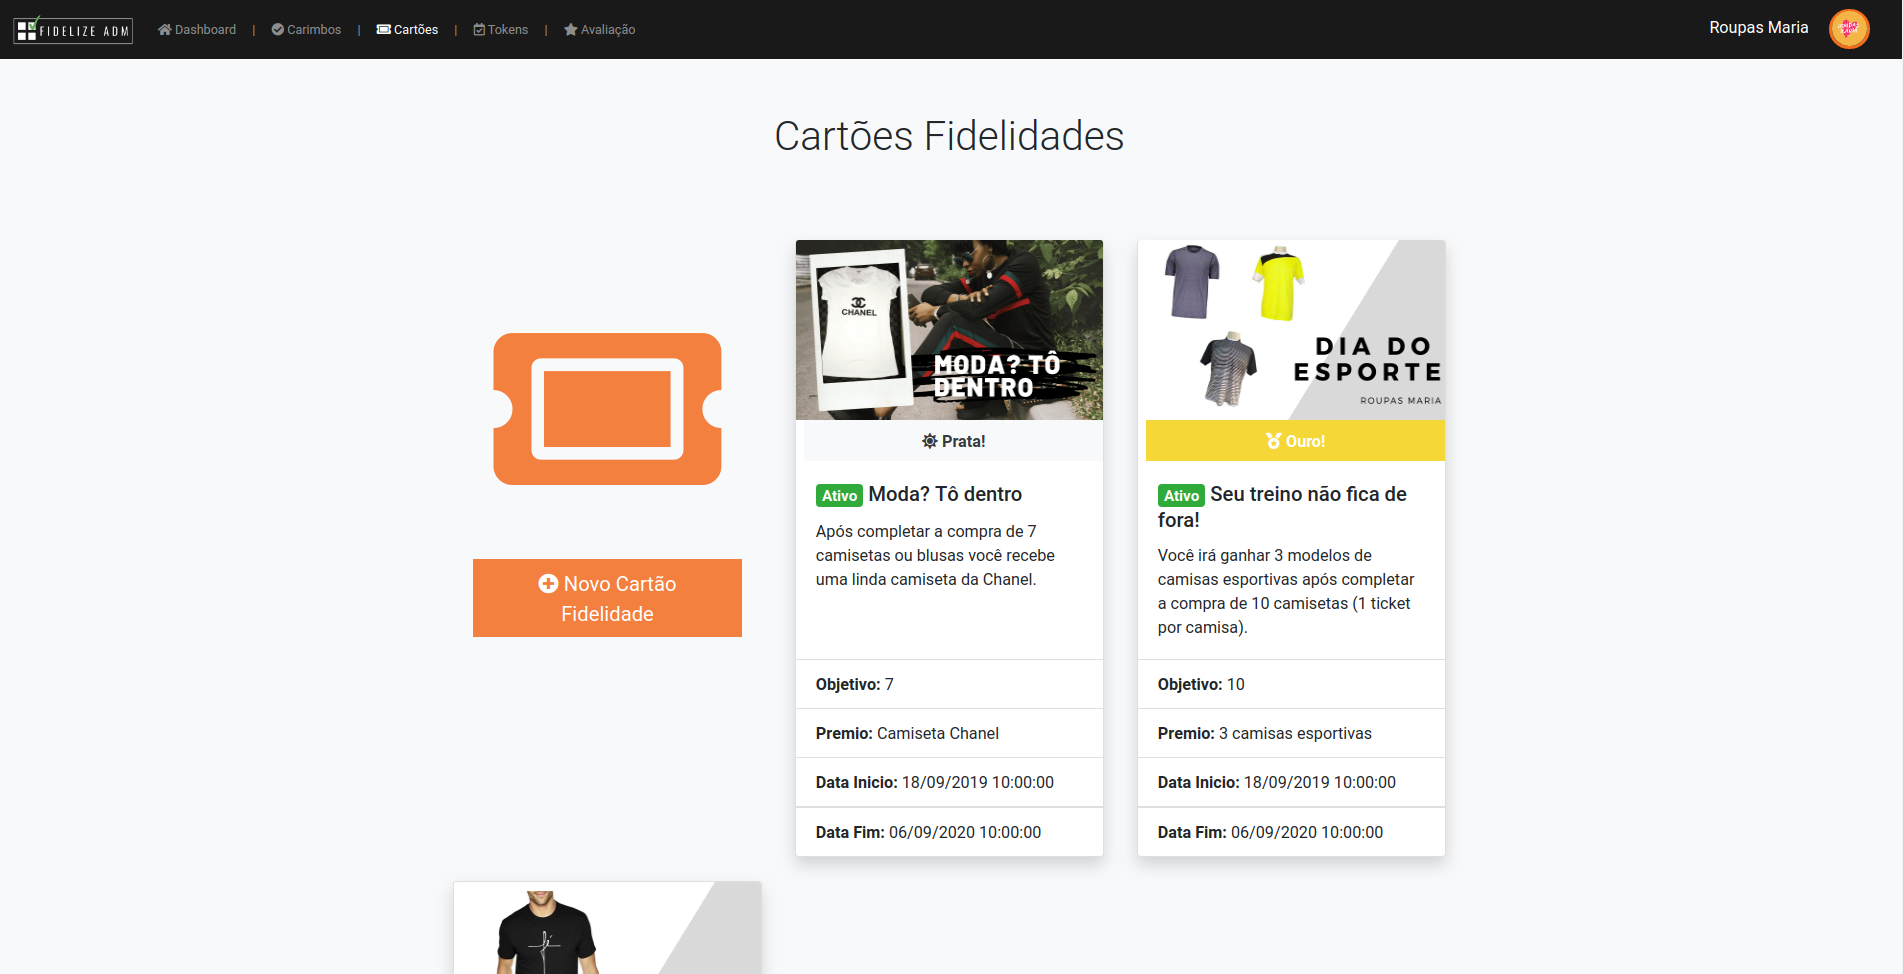 FIDELIZE ADM
Dashboard | Carimbos | Cartões | Tokens | Avaliação
Roupas Maria
Cartões Fidelidades
Novo Cartão
Fidelidade
CHANEL
MODA? TÔ
DENTRO
Prata!
Ativo Moda? Tô dentro
Após completar a compra de 7
camisetas ou blusas você recebe
uma linda camiseta da Chanel.
Objetivo: 7
Premio: Camiseta Chanel
Data Inicio: 18/09/2019 10:00:00
Data Fim: 06/09/2020 10:00:00
DIA DO
ESPORTE
ROUPAS MARIA
Ouro!
Ativo Seu treino não fica de
fora!
Você irá ganhar 3 modelos de
camisas esportivas após completar
a compra de 10 camisetas (1 ticket
por camisa).
Objetivo: 10
Premio: 3 camisas esportivas
Data Inicio: 18/09/2019 10:00:00
Data Fim: 06/09/2020 10:00:00
fé